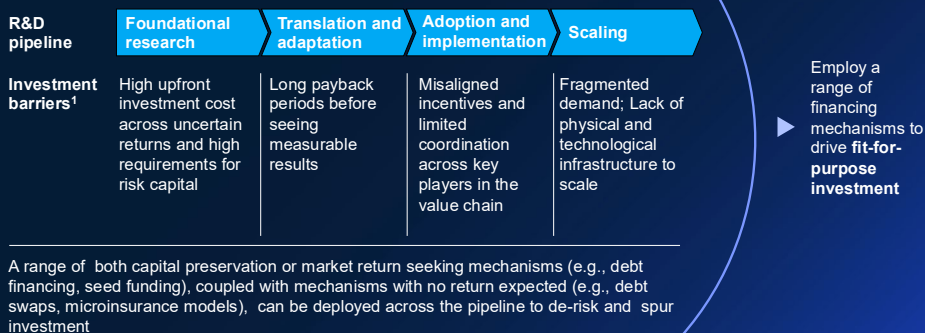 R&D
pipeline
Foundational
research
Translation and
adaptation
Adoption and
implementation
Scaling
Investment
barriers¹
High upfront
investment cost
across uncertain
returns and high
requirements for
risk capital
Long payback
periods before
seeing
measurable
results
Misaligned
incentives and
limited
coordination
across key
players in the
value chain
Fragmented
demand; Lack of
physical and
technological
infrastructure to
scale
Employ a
range of
financing
mechanisms to
drive fit-for-
purpose
investment
A range of both capital preservation or market return seeking mechanisms (e.g., debt
financing, seed funding), coupled with mechanisms with no return expected (e.g., debt
swaps, microinsurance models), can be deployed across the pipeline to de-risk and spur
investment